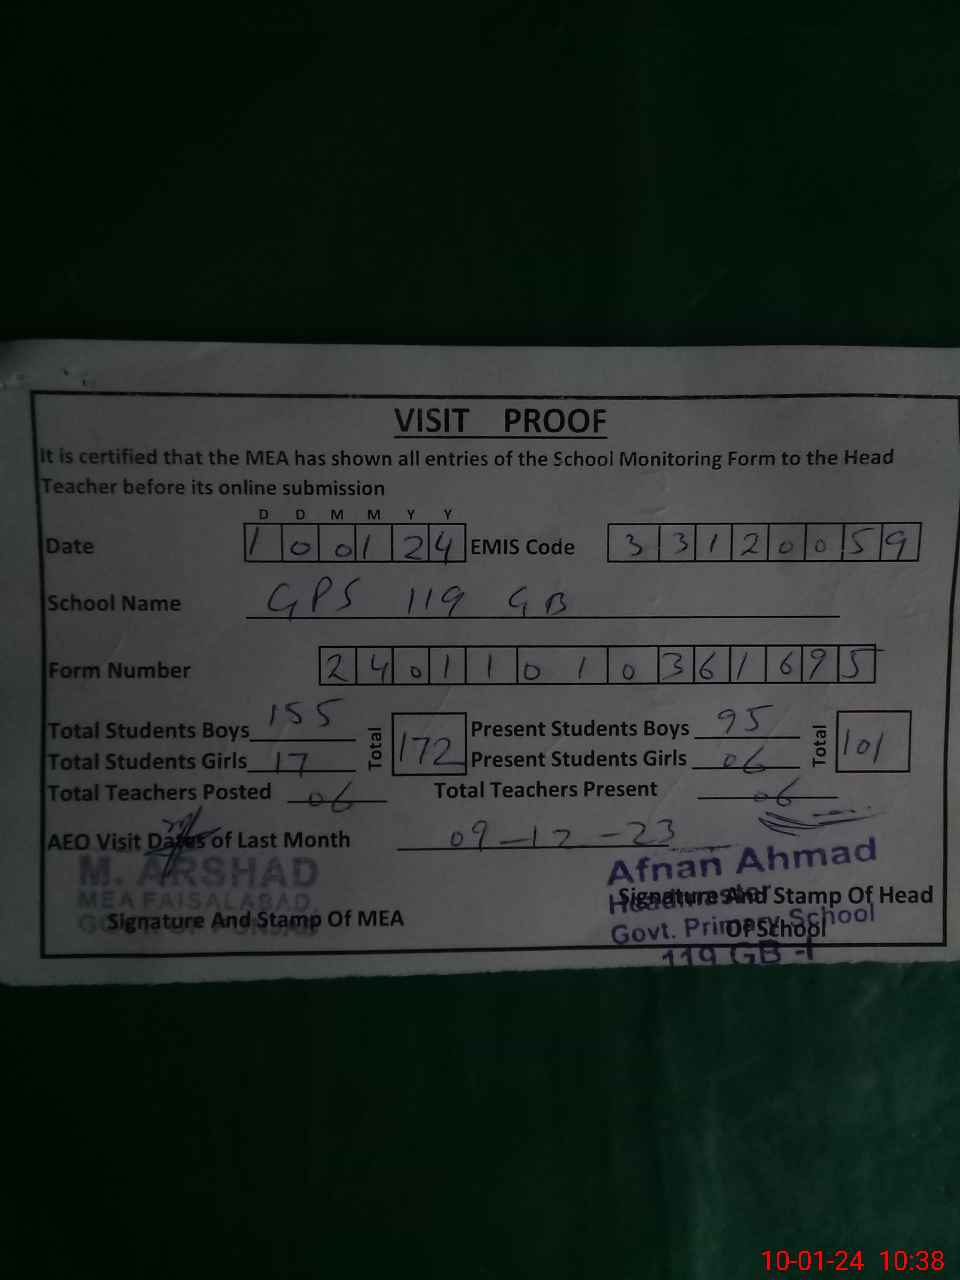 VISIT PROOF
It is certified that the MEA has shown all entries of the School Monitoring Form to the Head
Teacher before its online submission
D D M M Y Y
Date 1 0 0 1 2 4 EMIS Code 3 3 1 2 0 0 5 9
School Name GPS 119 GB
Form Number 2 4 0 1 1 0 1 0 3 6 1 6 9 5
Total Students Boys 155 Total 172 Present Students Boys 95 Total 101
Total Students Girls 17 Present Students Girls 06
Total Teachers Posted 06 Total Teachers Present 06
AEO Visit Dates of Last Month 09-12-23
M. ARSHAD
MEA FAISALABAD
Signature And Stamp Of MEA
Afnan Ahmad
Headmaster
Signature And Stamp Of Head
Govt. Primary School
Of School
119 GB -I
10-01-24 10:38